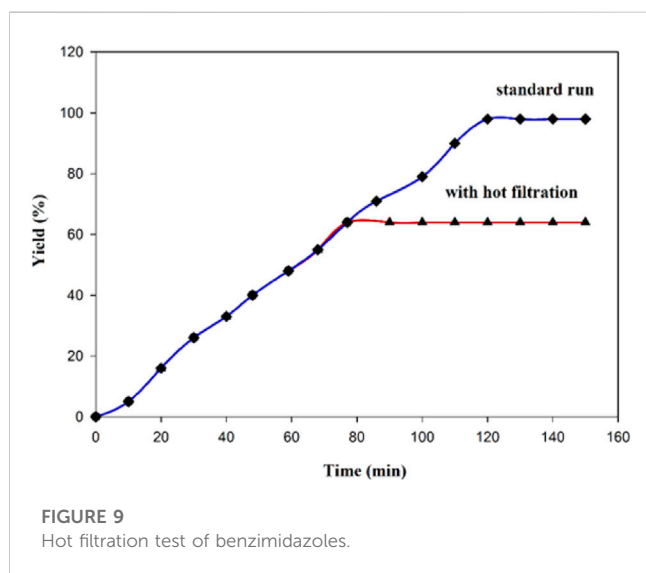 120
100
80
60
40
20
0
Yield (%)
standard run
with hot filtration
0 20 40 60 80 100 120 140 160
Time (min)
FIGURE 9
Hot filtration test of benzimidazoles.